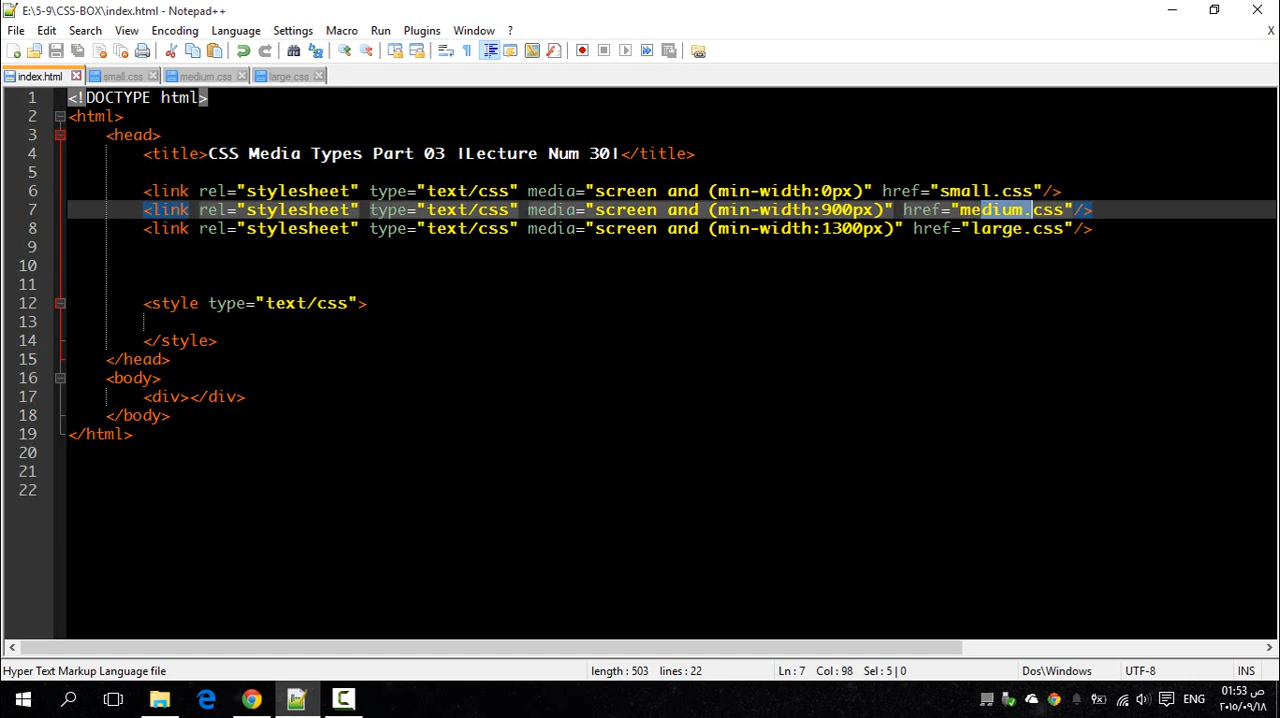 E:\5-9\CSS-BOX\index.html - Notepad++
File Edit Search View Encoding Language Settings Macro Run Plugins Window ? X
index.html small.css medium.css large.css
1 <!DOCTYPE html>
2 <html>
3 <head>
4 <title>CSS Media Types Part 03 |Lecture Num 30|</title>
5
6 <link rel="stylesheet" type="text/css" media="screen and (min-width:0px)" href="small.css"/>
7 <link rel="stylesheet" type="text/css" media="screen and (min-width:900px)" href="medium.css"/>
8 <link rel="stylesheet" type="text/css" media="screen and (min-width:1300px)" href="large.css"/>
9
10
11
12 <style type="text/css">
13
14 </style>
15 </head>
16 <body>
17 <div></div>
18 </body>
19 </html>
20
21
22
Hyper Text Markup Language file length : 503 lines : 22 Ln : 7 Col : 98 Sel : 5 | 0 Dos\Windows UTF-8 INS
ENG 01:53 ص
٢٠١٥/٠٩/١٨